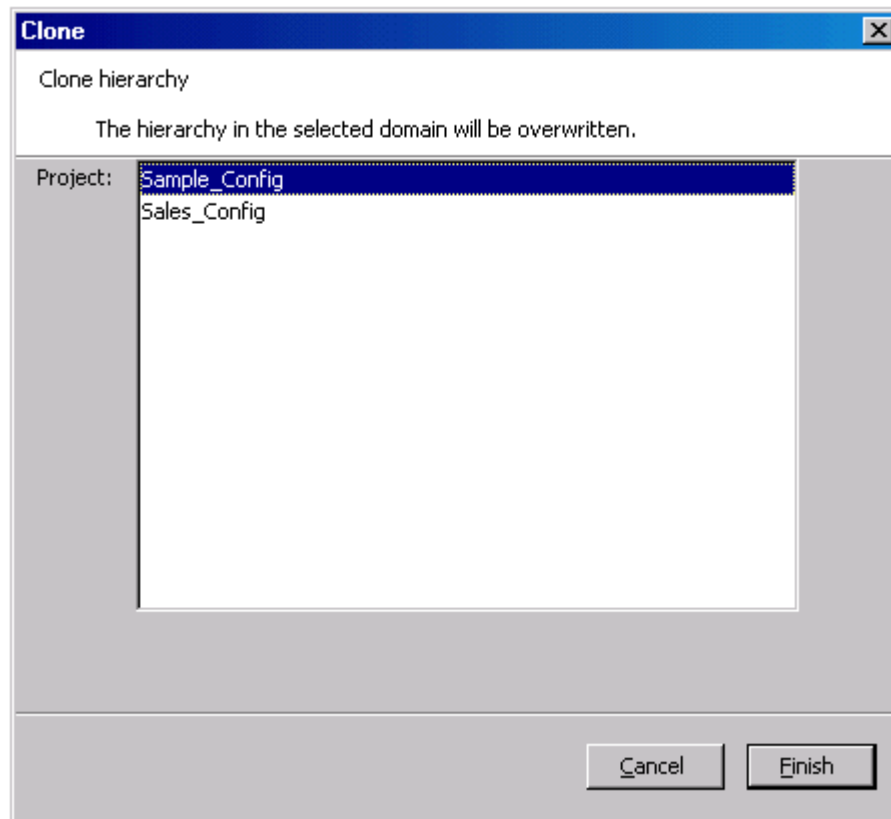 Clone
Clone hierarchy
The hierarchy in the selected domain will be overwritten.
Project:
Sample_Config
Sales_Config
Cancel
Finish